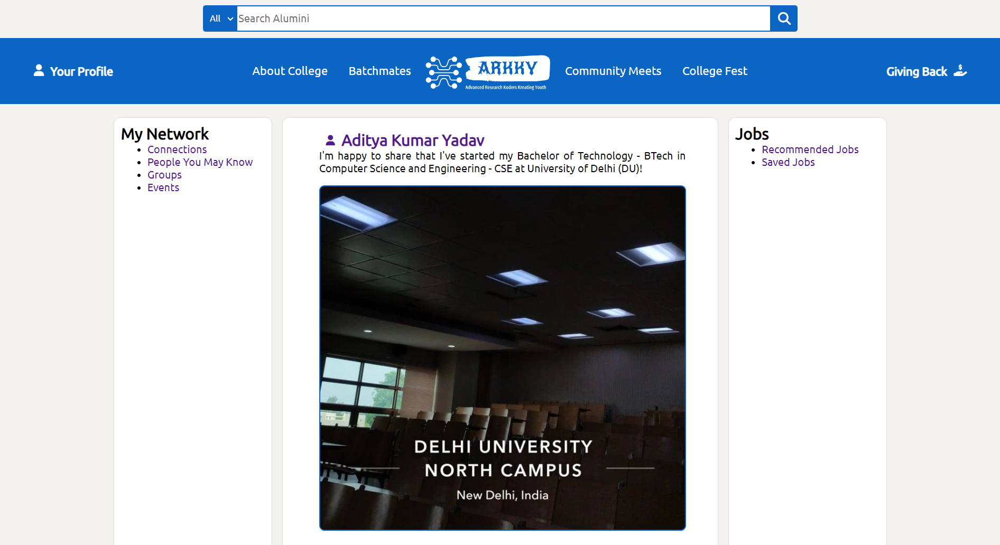 All
Search Alumini
Your Profile
About College
Batchmates
ARKKY
Advanced Research Koders Kreating Youth
Community Meets
College Fest
Giving Back
My Network
Connections
People You May Know
Groups
Events
Aditya Kumar Yadav
I'm happy to share that I've started my Bachelor of Technology - BTech in
Computer Science and Engineering - CSE at University of Delhi (DU)!
DELHI UNIVERSITY
NORTH CAMPUS
New Delhi, India
Jobs
Recommended Jobs
Saved Jobs